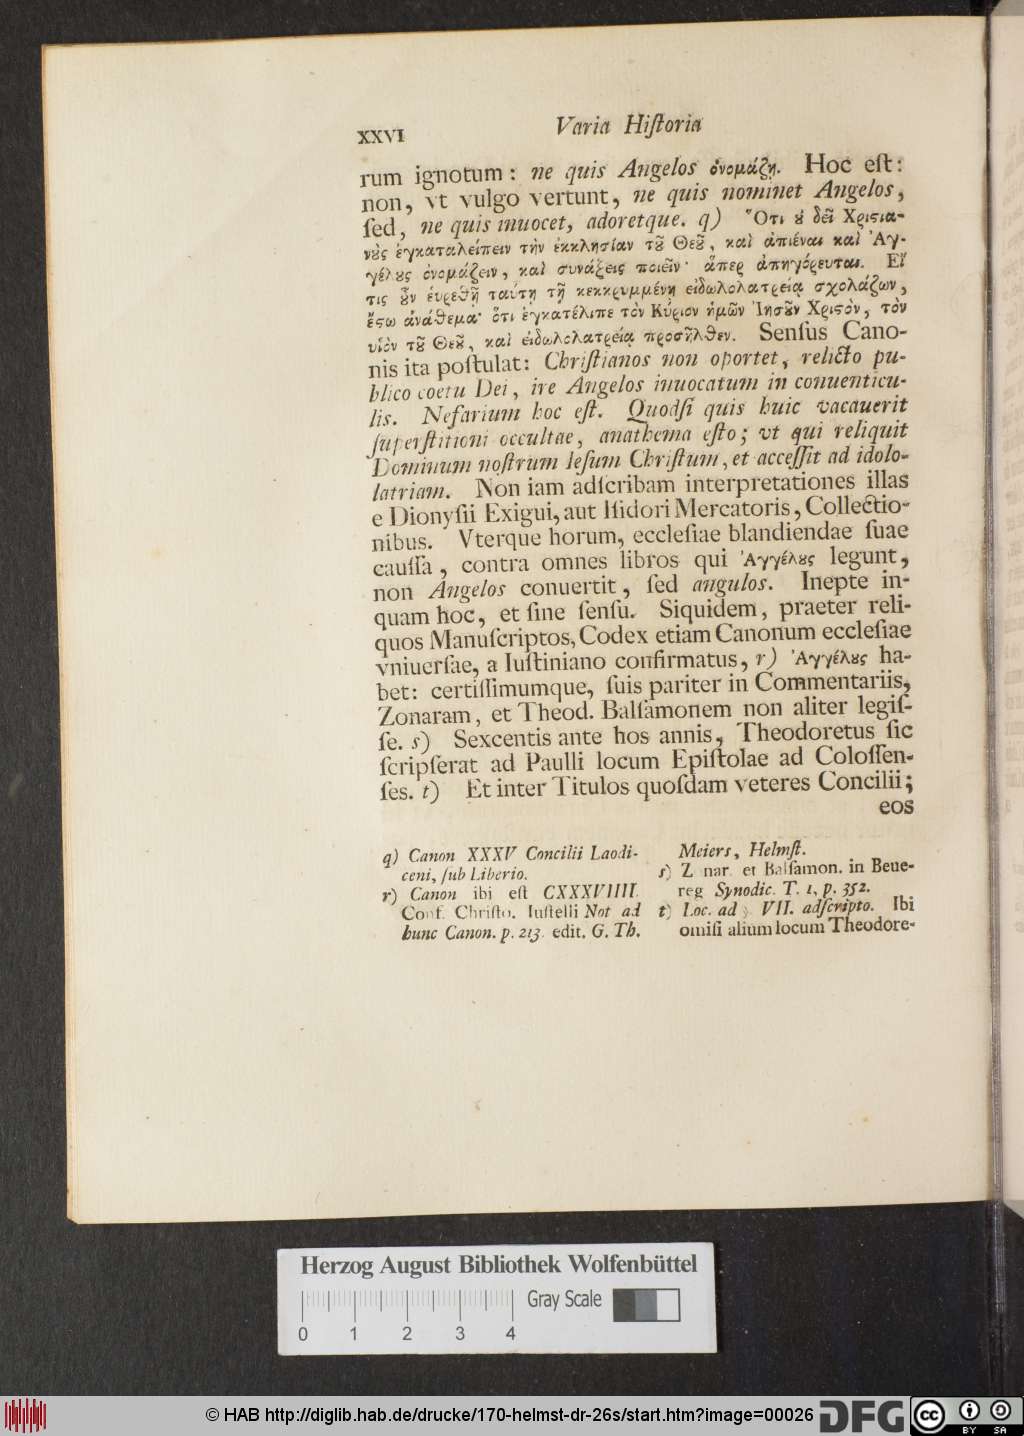 XXVI Varia Hiſtoria
rum ignotum: ne quis Angelos ὀνομάζῃ. Hoc eſt:
non, vt vulgo vertunt, ne quis nominet Angelos,
ſed, ne quis inuocet, adoretque. q) Ὅτι ȣ̓ δεῖ Χριϛια-
νȣ̀ς ἐγκαταλείπειν τὴν ἐκκλησίαν τȣ͂ Θεȣ͂, καὶ ἀπιέναι καὶ Ἀγ-
γέλȣς ὀνομάζειν, καὶ συνάξεις ποιεῖν· ἅπερ ἀπηγόρευται. Εἴ
τις ȣ̓͂ν ἑυρεθῇ ταύτῃ τῇ κεκκρυμμένῃ ἐιδωλολατρείᾳ σχολάζων,
ἔϛω ἀνάθεμα· ὅτι ἐγκατέλιπε τὸν Κύριον ἡμῶν Ἰησȣ͂ν Χριϛὸν, τὸν
υἱὸν τȣ͂ Θεȣ͂, καὶ ἐιδωλολατρείᾳ προσῆλθεν. Senſus Cano-
nis ita poſtulat: Chriſtianos non oportet, relicto pu-
blico coetu Dei, ire Angelos inuocatum in conuenticu-
lis. Nefarium hoc eſt. Quodſi quis huic vacauerit
ſuperſtitioni occultae, anathema eſto; vt qui reliquit
Dominum noſtrum Ieſum Chriſtum, et acceſſit ad idolo-
latriam. Non iam adſcribam interpretationes illas
e Dionyſii Exigui, aut Iſidori Mercatoris, Collectio-
nibus. Vterque horum, eccleſiae blandiendae ſuae
cauſſa, contra omnes libros qui Ἀγγέλȣς legunt,
non Angelos conuertit, ſed angulos. Inepte in-
quam hoc, et ſine ſenſu. Siquidem, praeter reli-
quos Manuſcriptos, Codex etiam Canonum eccleſiae
vniuerſae, a Iuſtiniano confirmatus, r) Ἀγγέλȣς ha-
bet: certiſſimumque, ſuis pariter in Commentariis,
Zonaram, et Theod. Balſamonem non aliter legiſ-
ſe. s) Sexcentis ante hos annis, Theodoretus ſic
ſcripſerat ad Paulli locum Epiſtolae ad Coloſſen-
ſes. t) Et inter Titulos quoſdam veteres Concilii;
eos
q) Canon XXXV Concilii Laodi-
ceni, ſub Liberio.
r) Canon ibi eſt CXXXVIIII.
Conf. Chriſto. Iuſtelli Not ad
hunc Canon. p. 213. edit. G. Th.
Meiers, Helmſt.
s) Z nar. et Balſamon. in Beue-
reg Synodic. T. 1, p. 352.
t) Loc. ad VII. adſcripto. Ibi
omiſi alium locum Theodore-
Herzog August Bibliothek Wolfenbüttel
Gray Scale
0 1 2 3 4
© HAB http://diglib.hab.de/drucke/170-helmst-dr-26s/start.htm?image=00026
DFG
cc BY SA